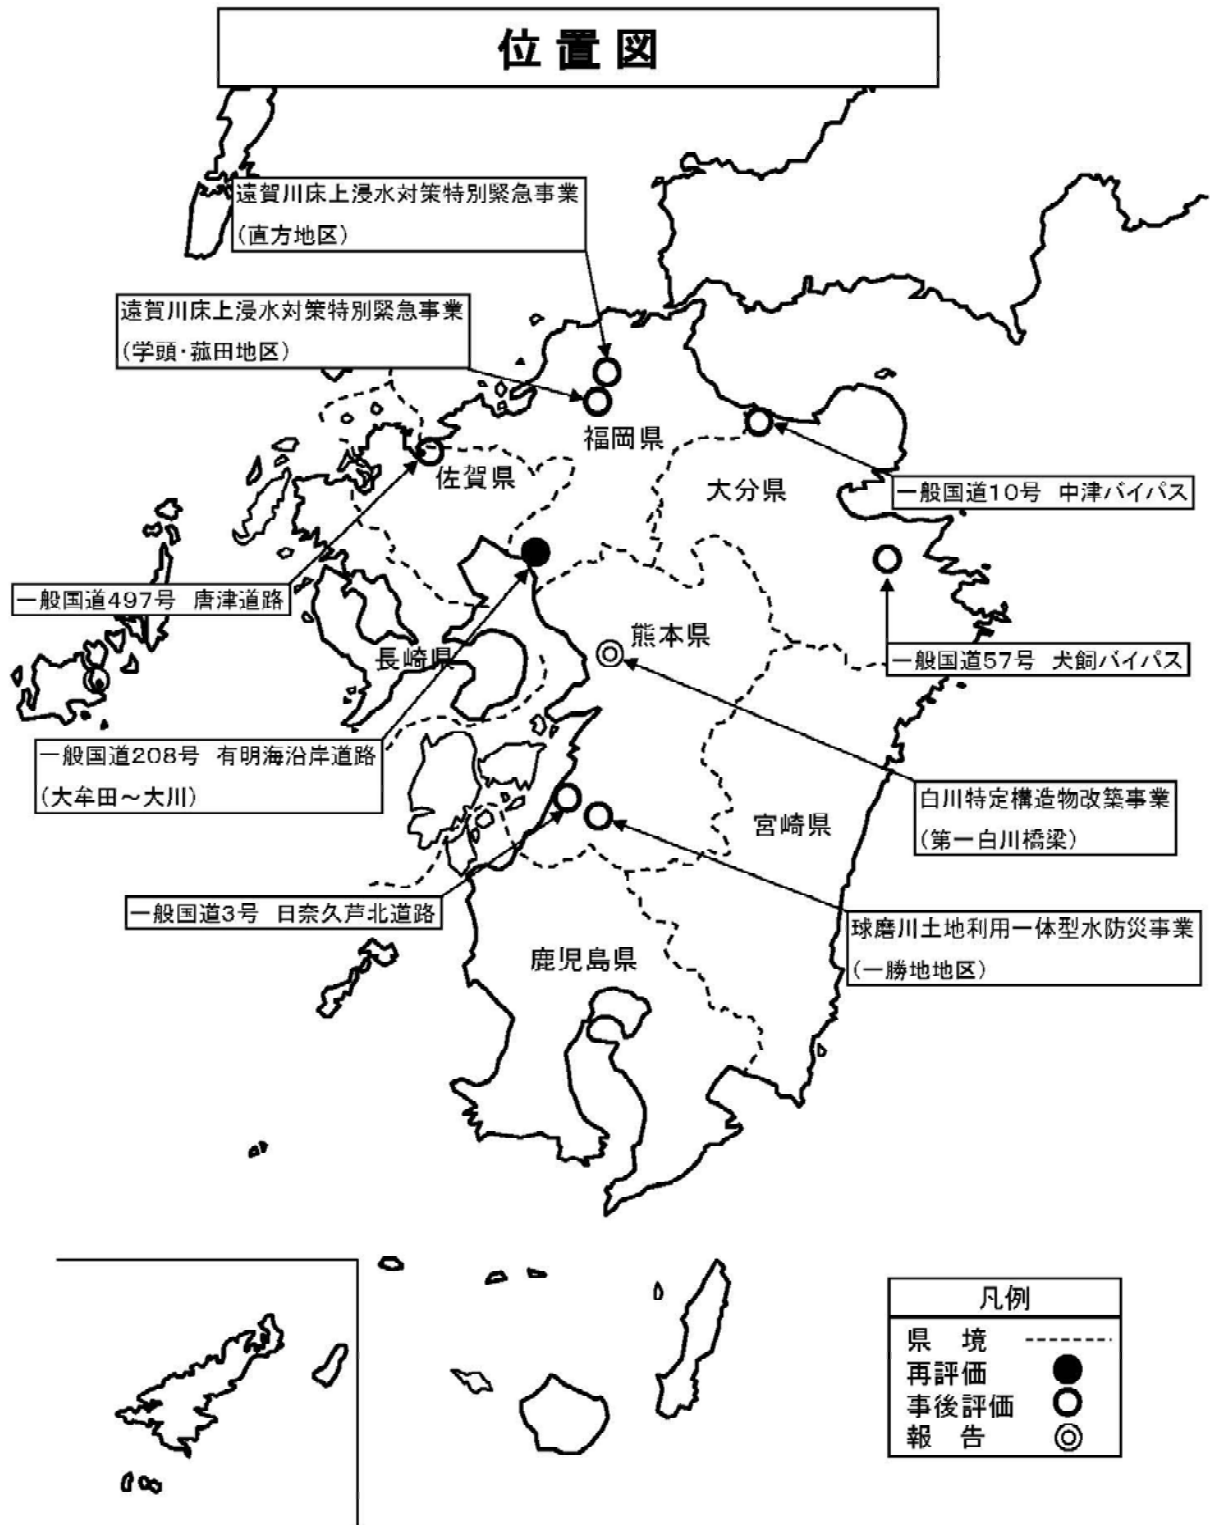 位置図
遠賀川床上浸水対策特別緊急事業
(直方地区)
遠賀川床上浸水対策特別緊急事業
(学頭・菰田地区)
福岡県
佐賀県
大分県
一般国道10号 中津バイパス
一般国道497号 唐津道路
熊本県
長崎県
一般国道57号 犬飼バイパス
一般国道208号 有明海沿岸道路
(大牟田~大川)
白川特定構造物改築事業
(第一白川橋梁)
宮崎県
一般国道3号 日奈久芦北道路
球磨川土地利用一体型水防災事業
(一勝地地区)
鹿児島県
凡例
県 境
再評価
事後評価
報 告